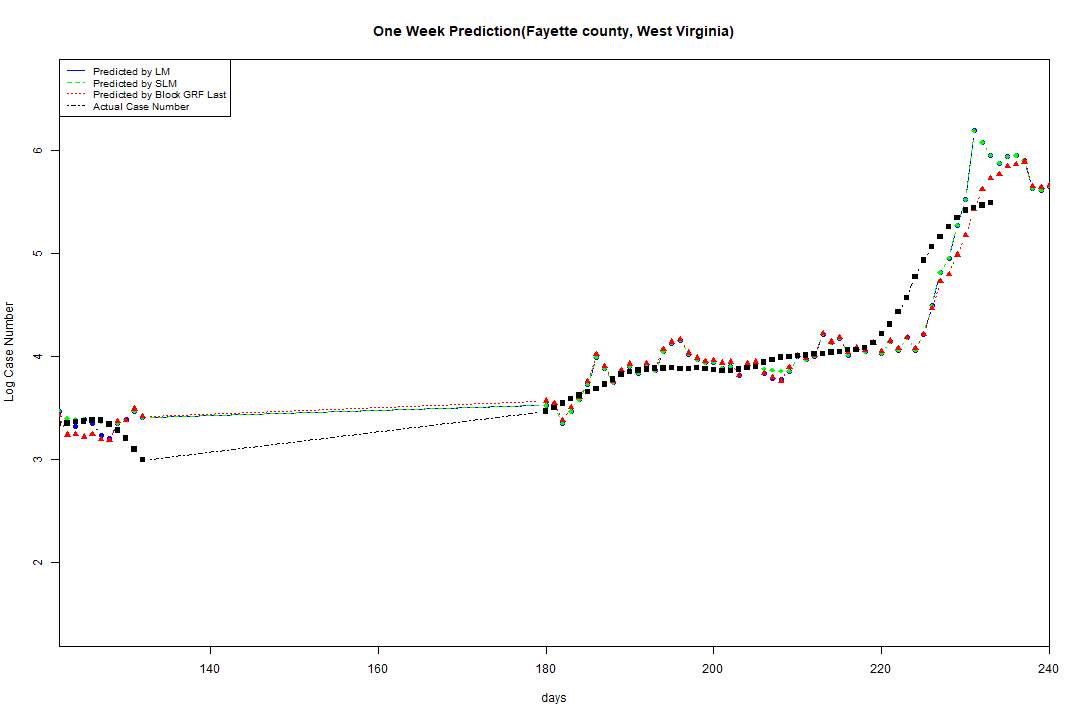 One Week Prediction(Fayette county, West Virginia)
Predicted by LM
Predicted by SLM
Predicted by Block GRF Last
Actual Case Number
6
5
4
3
2
Log Case Number
140 160 180 200 220 240
days